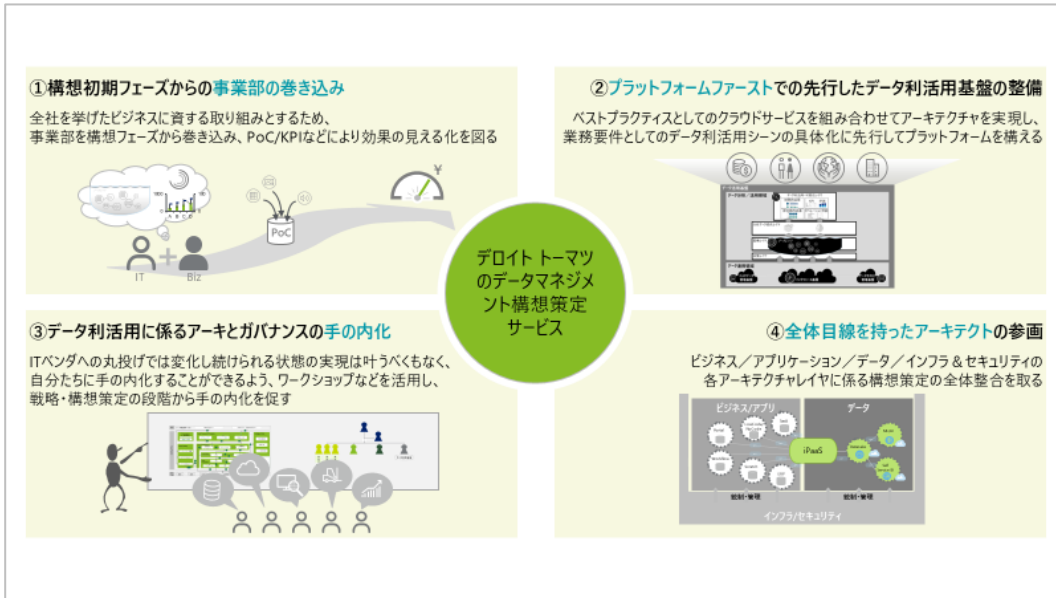 ①構想初期フェーズからの事業部の巻き込み
全社を挙げたビジネスに資する取り組みとするため、
事業部を構想フェーズから巻き込み、PoC/KPIなどにより効果の見える化を図る
¥
PoC
IT
Biz
②プラットフォームファーストでの先行したデータ利活用基盤の整備
ベストプラクティスとしてのクラウドサービスを組み合わせてアーキテクチャを実現し、
業務要件としてのデータ利活用シーンの具体化に先行してプラットフォームを構える
デロイト トーマツ
のデータマネジメ
ント構想策定
サービス
③データ利活用に係るアーキとガバナンスの手の内化
ITベンダへの丸投げでは変化し続けられる状態の実現は叶うべくもなく、
自分たちに手の内化することができるよう、ワークショップなどを活用し、
戦略・構想策定の段階から手の内化を促す
④全体目線を持ったアーキテクトの参画
ビジネス／アプリケーション／データ／インフラ＆セキュリティの
各アーキテクチャレイヤに係る構想策定の全体整合を取る
ビジネス/アプリ
データ
iPaaS
統制・管理
統制・管理
インフラ/セキュリティ